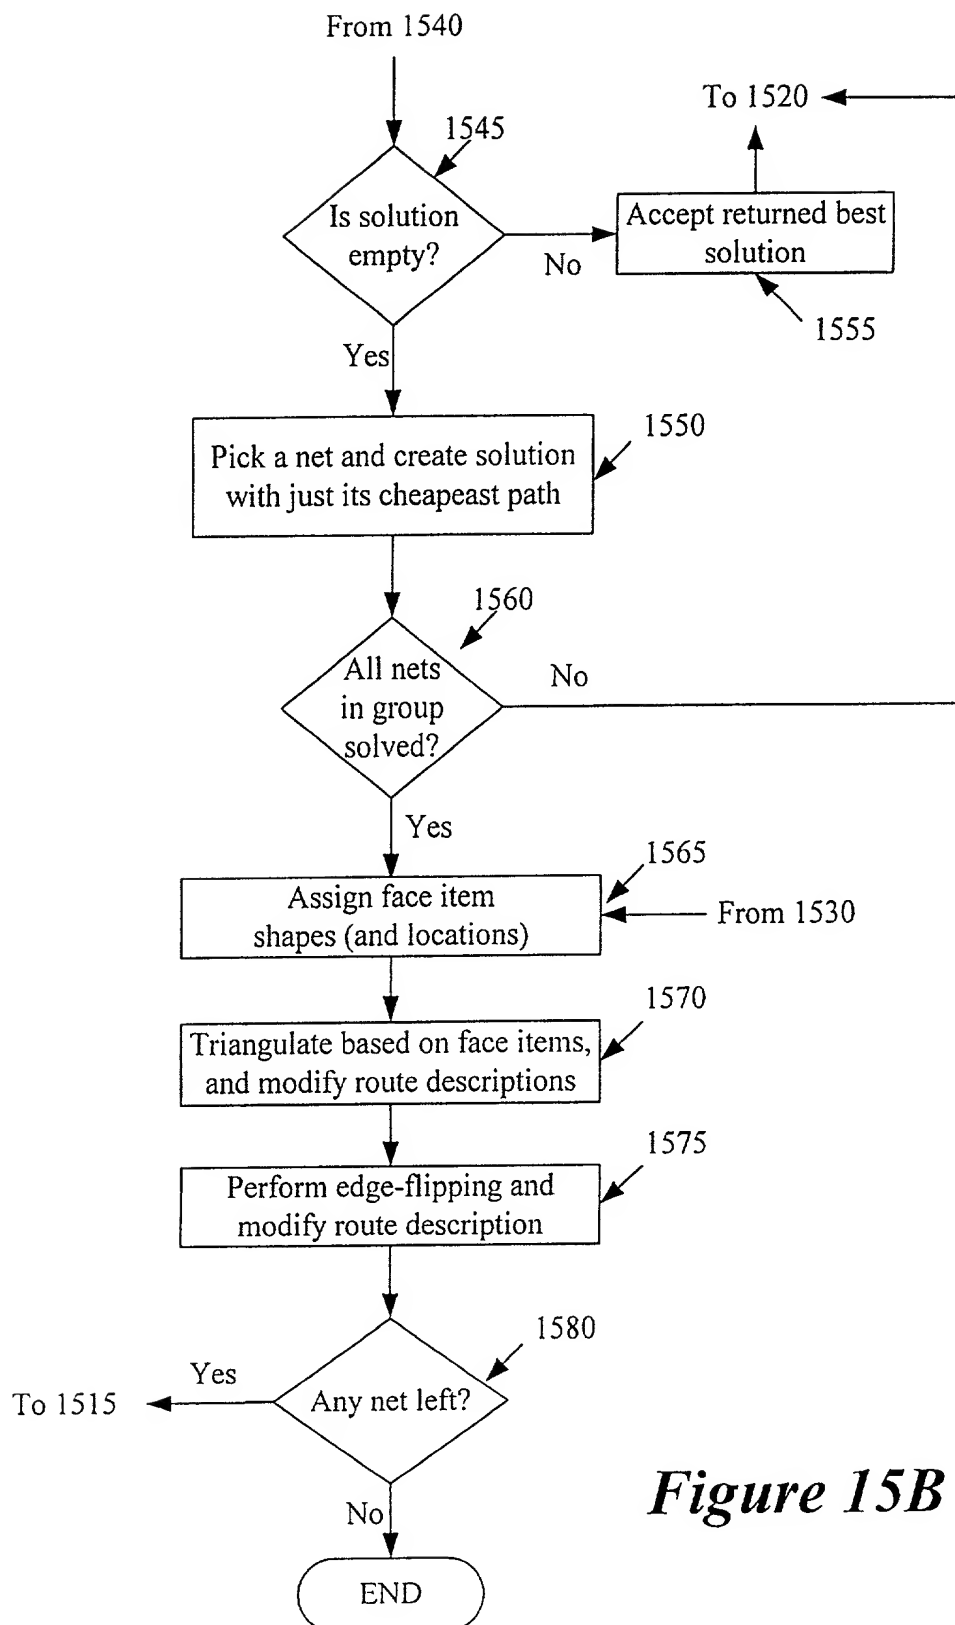 From 1540
To 1520
1545
Is solution
empty?
No
Accept returned best
solution
1555
Yes
1550
Pick a net and create solution
with just its cheapeast path
1560
All nets
in group
solved?
No
Yes
1565
Assign face item
shapes (and locations)
From 1530
1570
Triangulate based on face items,
and modify route descriptions
1575
Perform edge-flipping and
modify route description
1580
Yes
To 1515
Any net left?
No
END
Figure 15B